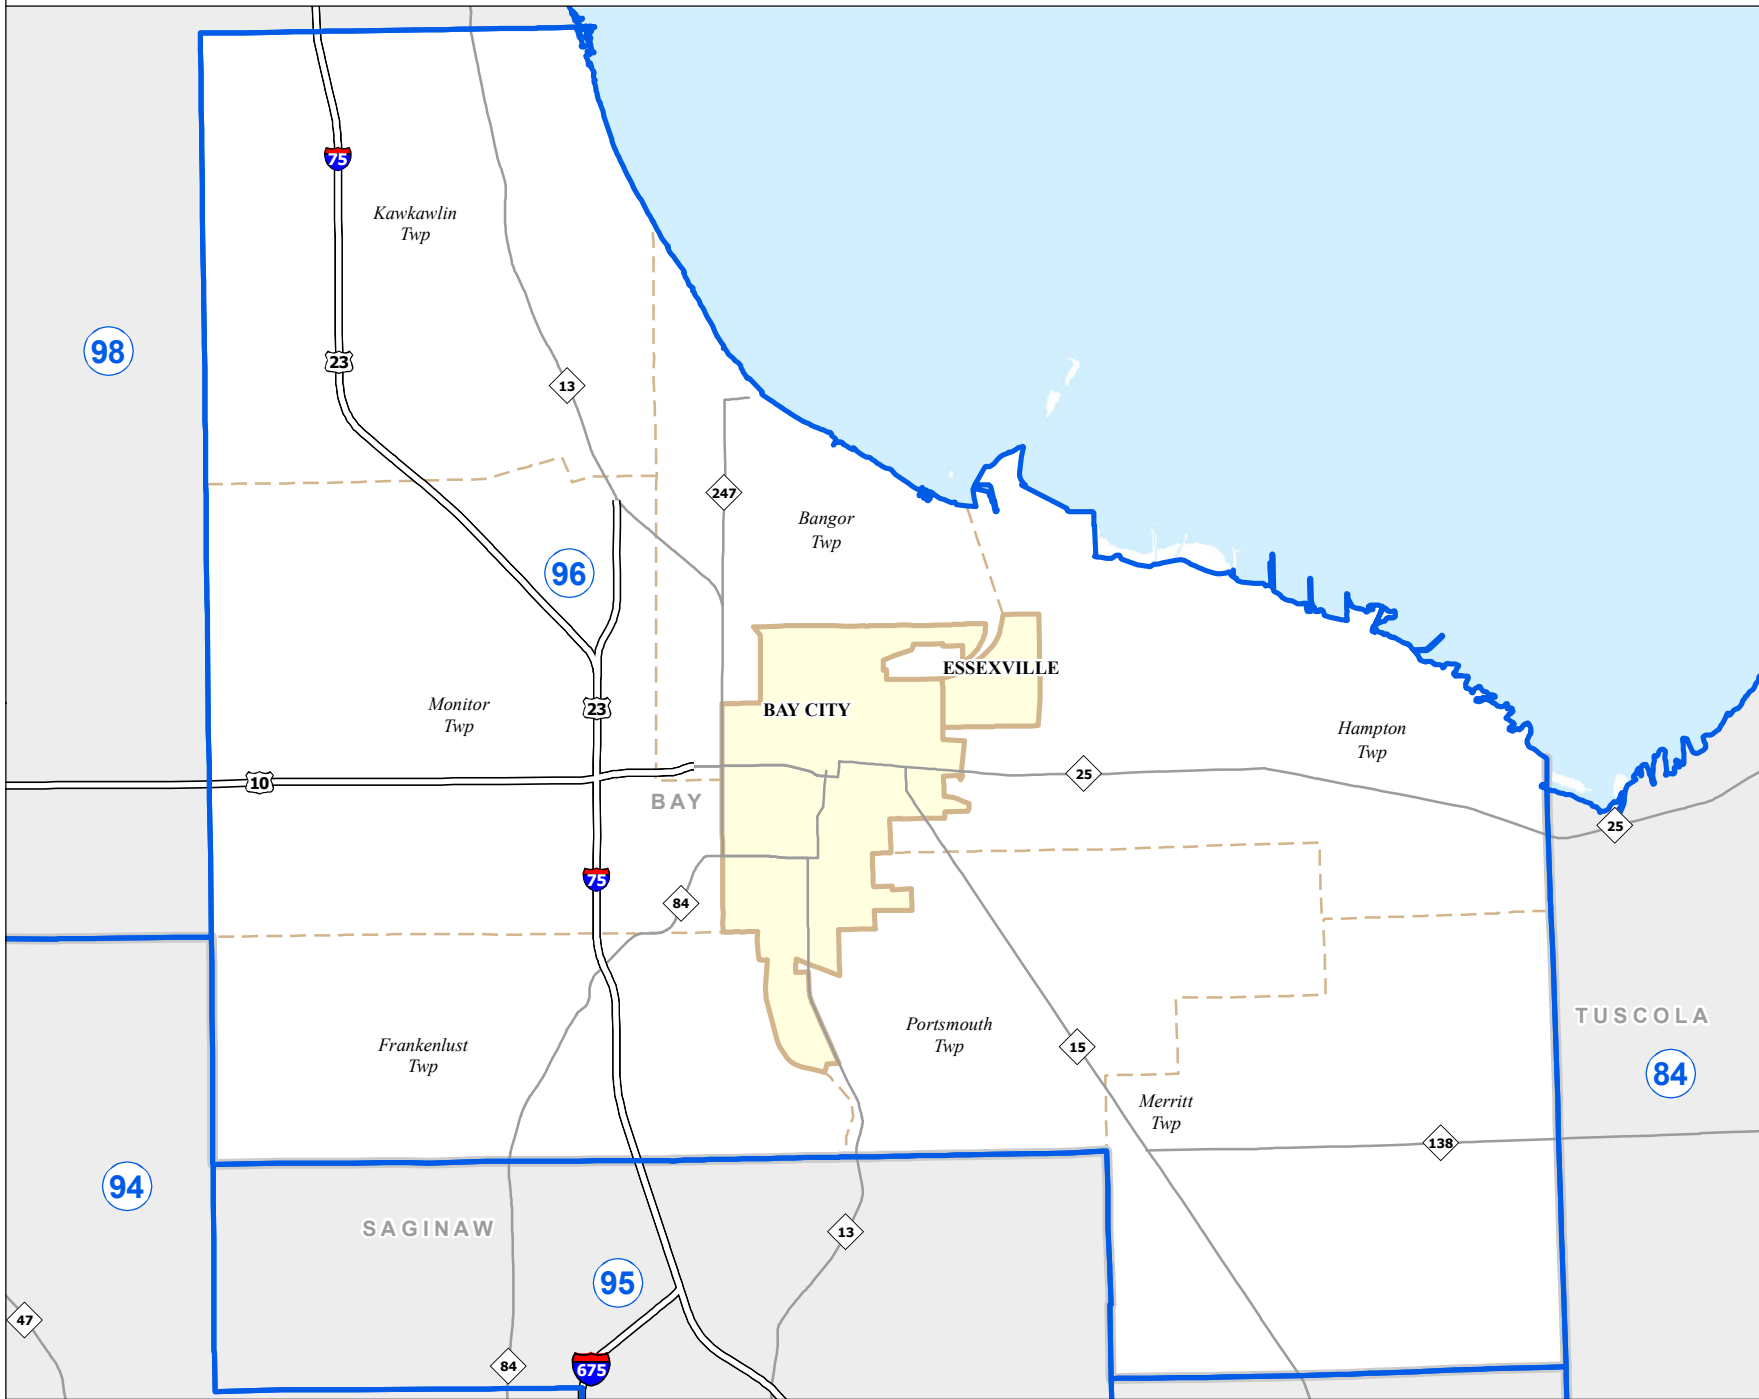 75
Kawkawlin
Twp
98
23
13
247
Bangor
Twp
96
ESSEXVILLE
Monitor
Twp
23
BAY CITY
Hampton
Twp
10
25
BAY
25
75
84
TUSCOLA
Frankenlust
Twp
Portsmouth
Twp
15
84
Merritt
Twp
138
94
SAGINAW
13
95
47
84
675